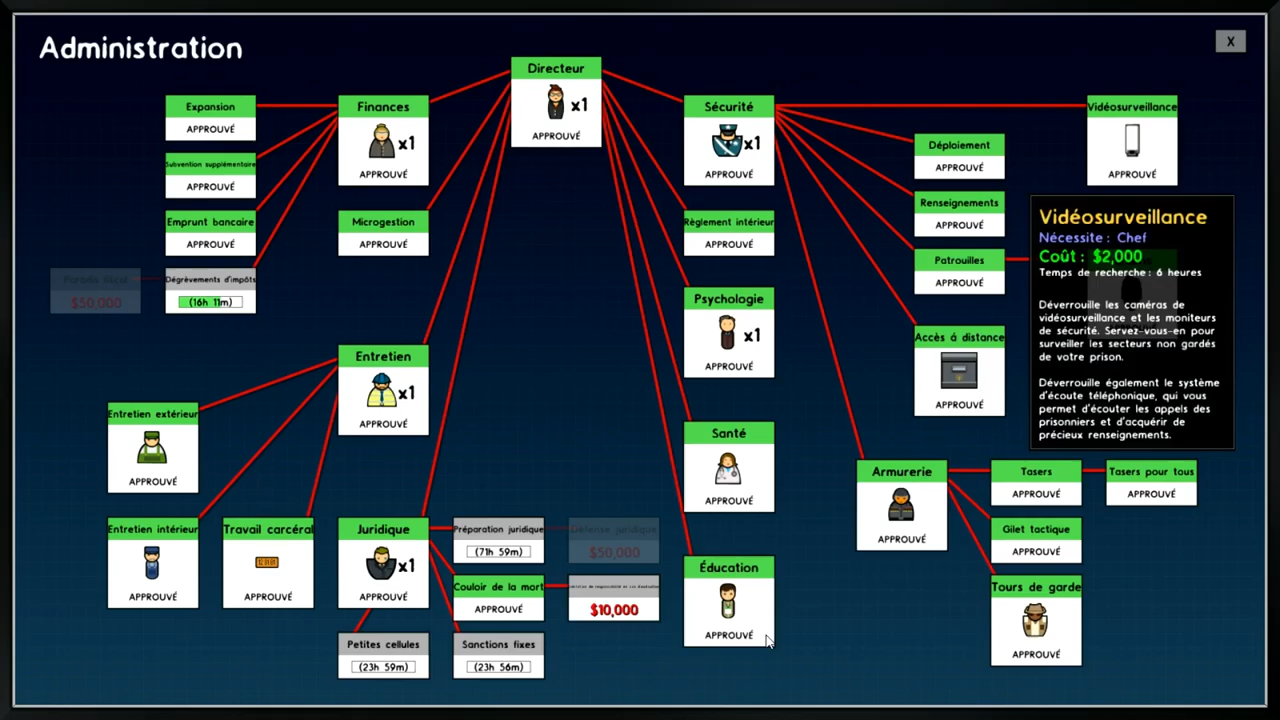 Administration
X
Directeur
x1
APPROUVÉ
Expansion
APPROUVÉ
Finances
x1
APPROUVÉ
Sécurité
x1
APPROUVÉ
Vidéosurveillance
APPROUVÉ
Subvention supplémentaire
APPROUVÉ
Déploiement
APPROUVÉ
Emprunt bancaire
APPROUVÉ
Microgestion
APPROUVÉ
Règlement intérieur
APPROUVÉ
Renseignements
APPROUVÉ
Patrouilles
APPROUVÉ
Vidéosurveillance
Nécessite : Chef
Coût : $2,000
Temps de recherche : 6 heures
Déverrouille les caméras de
vidéosurveillance et les moniteurs
de sécurité. Servez-vous-en pour
surveiller les secteurs non gardés
de votre prison.
Déverrouille également le système
d'écoute téléphonique, qui vous
permet d'écouter les appels des
prisonniers et d'acquérir de
précieux renseignements.
$50,000
Dégrèvements d'impôts
(16h 11m)
Psychologie
x1
APPROUVÉ
Accès á distance
APPROUVÉ
Entretien
x1
APPROUVÉ
Entretien extérieur
APPROUVÉ
Santé
APPROUVÉ
Armurerie
APPROUVÉ
Tasers
APPROUVÉ
Tasers pour tous
APPROUVÉ
Entretien intérieur
APPROUVÉ
Travail carcéral
APPROUVÉ
Juridique
x1
APPROUVÉ
Préparation juridique
(71h 59m)
Défense juridique
$50,000
Gilet tactique
APPROUVÉ
Couloir de la mort
APPROUVÉ
$10,000
Éducation
APPROUVÉ
Tours de garde
APPROUVÉ
Petites cellules
(23h 59m)
Sanctions fixes
(23h 56m)